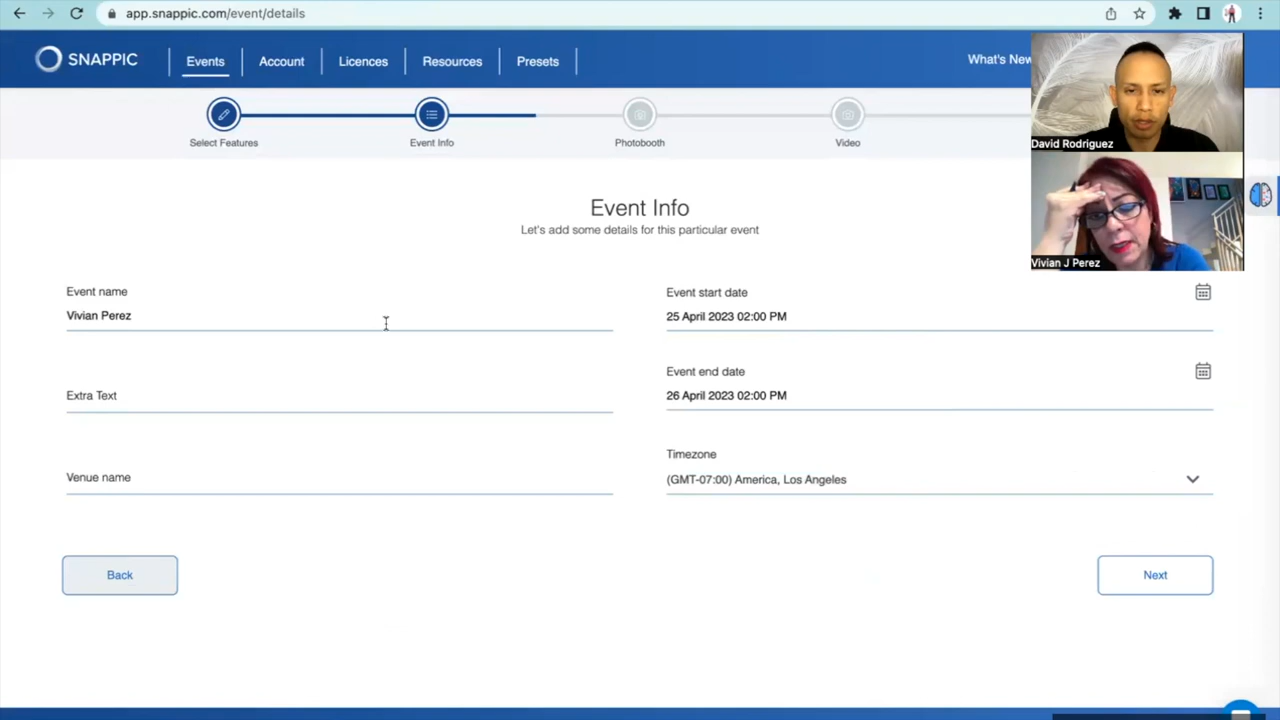 app.snappic.com/event/details
SNAPPIC
Events
Account
Licences
Resources
Presets
What's New
David Rodriguez
Vivian J Perez
Select Features
Event Info
Photobooth
Video
Event Info
Let's add some details for this particular event
Event name
Vivian Perez
Extra Text
Venue name
Event start date
25 April 2023 02:00 PM
Event end date
26 April 2023 02:00 PM
Timezone
(GMT-07:00) America, Los Angeles
Back
Next